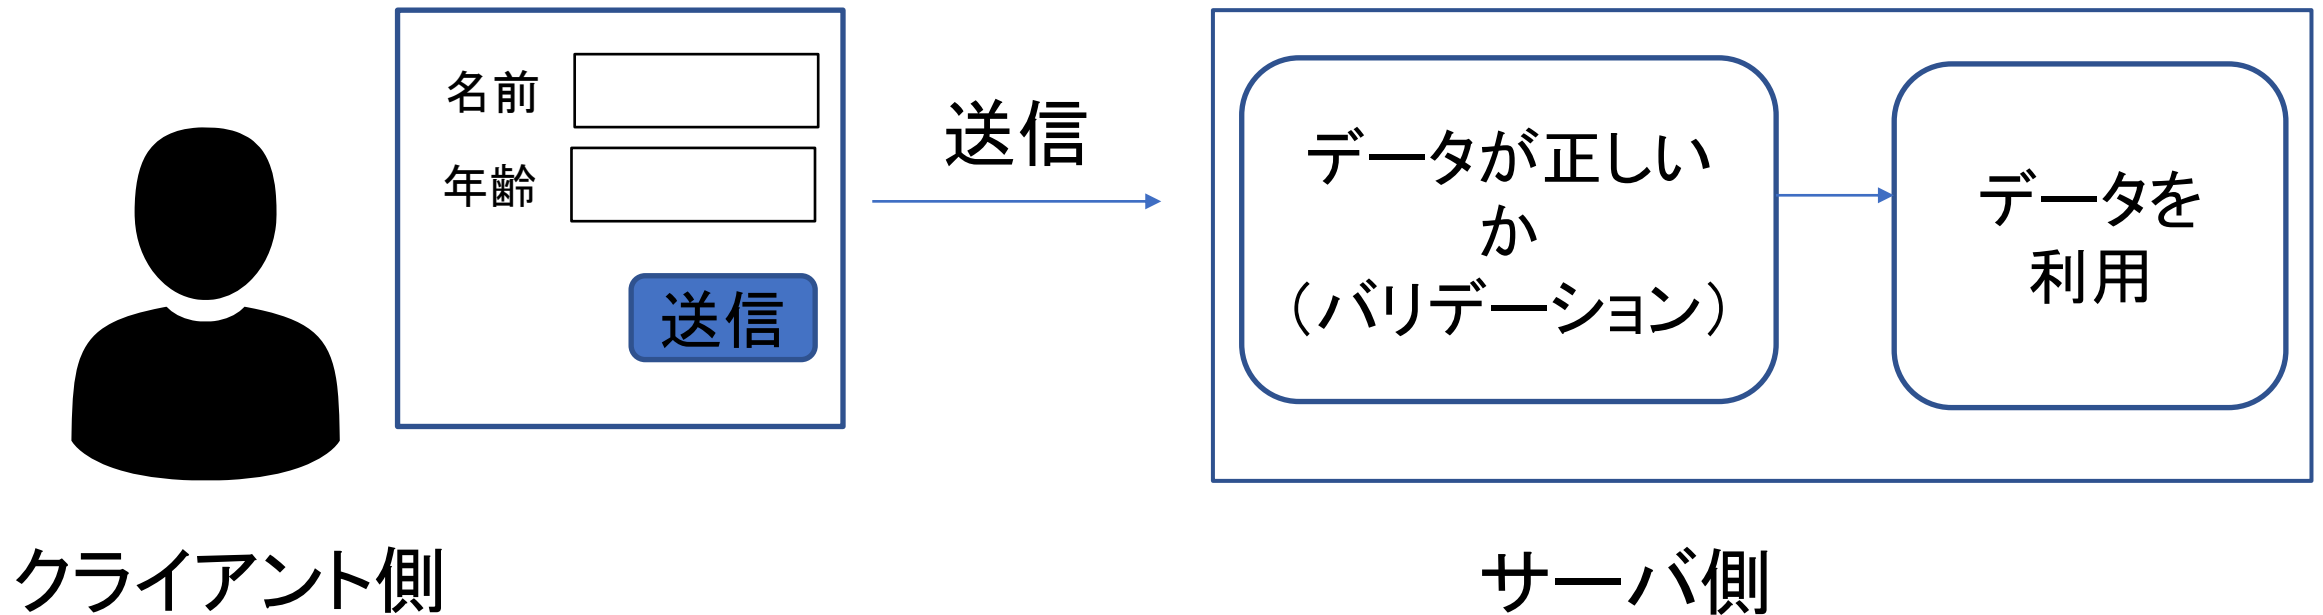 名前
年齢
送信
送信
データが正しい
か
（バリデーション）
データを
利用
クライアント側
サーバ側